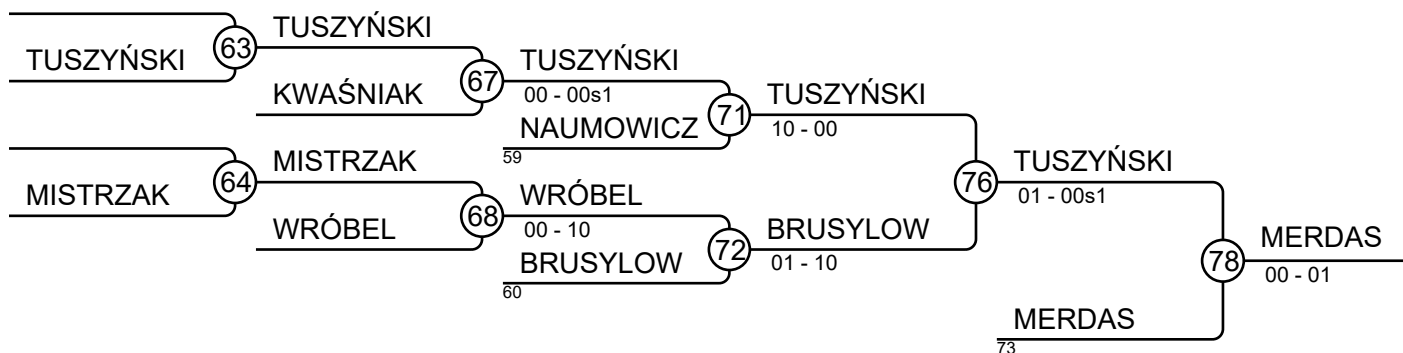 TUSZYŃSKI
63
TUSZYŃSKI
KWAŚNIAK
67
TUSZYŃSKI
00 - 00s1
NAUMOWICZ
59
71
TUSZYŃSKI
10 - 00
MISTRZAK
64
MISTRZAK
WRÓBEL
68
WRÓBEL
00 - 10
BRUSYLOW
60
72
BRUSYLOW
01 - 10
76
TUSZYŃSKI
01 - 00s1
MERDAS
73
78
MERDAS
00 - 01